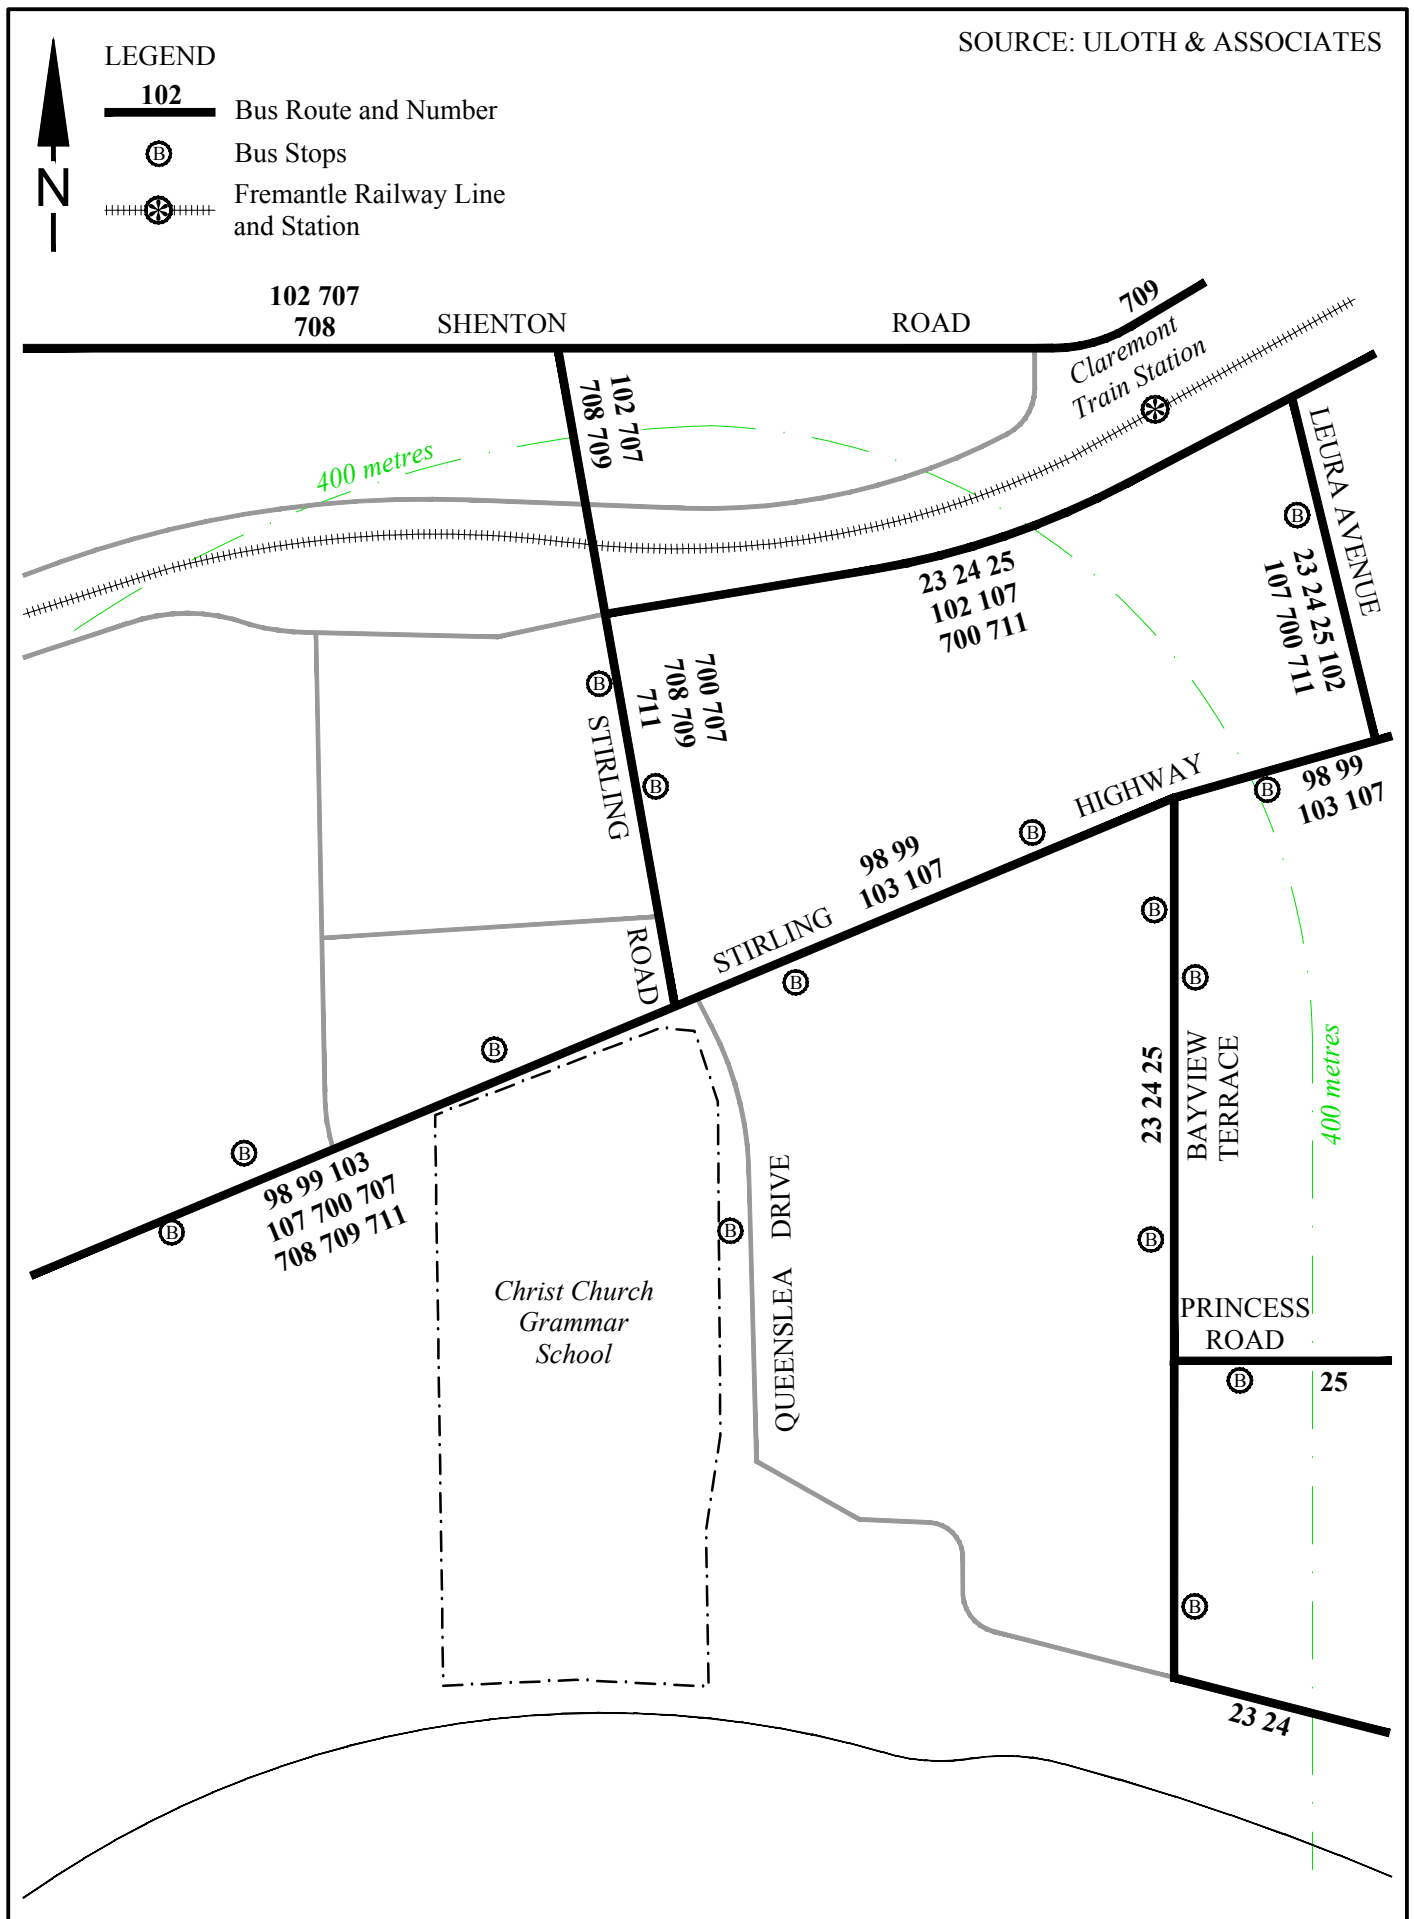 SOURCE: ULOTH & ASSOCIATES
LEGEND
102
Bus Route and Number
B
Bus Stops
N
Fremantle Railway Line
and Station
102 707
708
SHENTON
ROAD
709
Claremont
Train Station
102 707
708 709
400 metres
LEURA AVENUE
B
23 24 25
102 107
700 711
23 24 25 102
107 700 711
B
700 707
708 709
711
STIRLING
B
HIGHWAY
B
98 99
103 107
B
98 99
103 107
STIRLING
B
ROAD
B
B
B
400 metres
23 24 25
BAYVIEW
TERRACE
B
98 99 103
107 700 707
708 709 711
B
B
QUEENSLEA DRIVE
B
Christ Church
Grammar
School
PRINCESS
ROAD
B
25
B
23 24